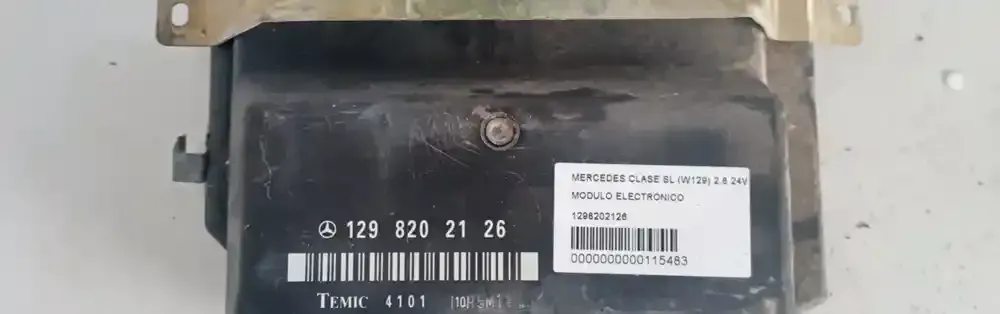 MERCEDES CLASE SL (W129) 2.8 24V
MODULO ELECTRONICO
1298202126
0000000000115483
129 820 21 26
TEMIC 4101